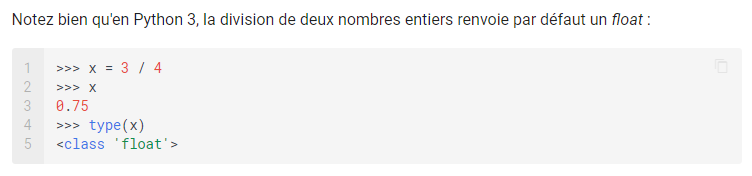 Notez bien qu'en Python 3, la division de deux nombres entiers renvoie par défaut un float :
1 >>> x = 3 / 4
2 >>> x
3 0.75
4 >>> type(x)
5 <class 'float'>